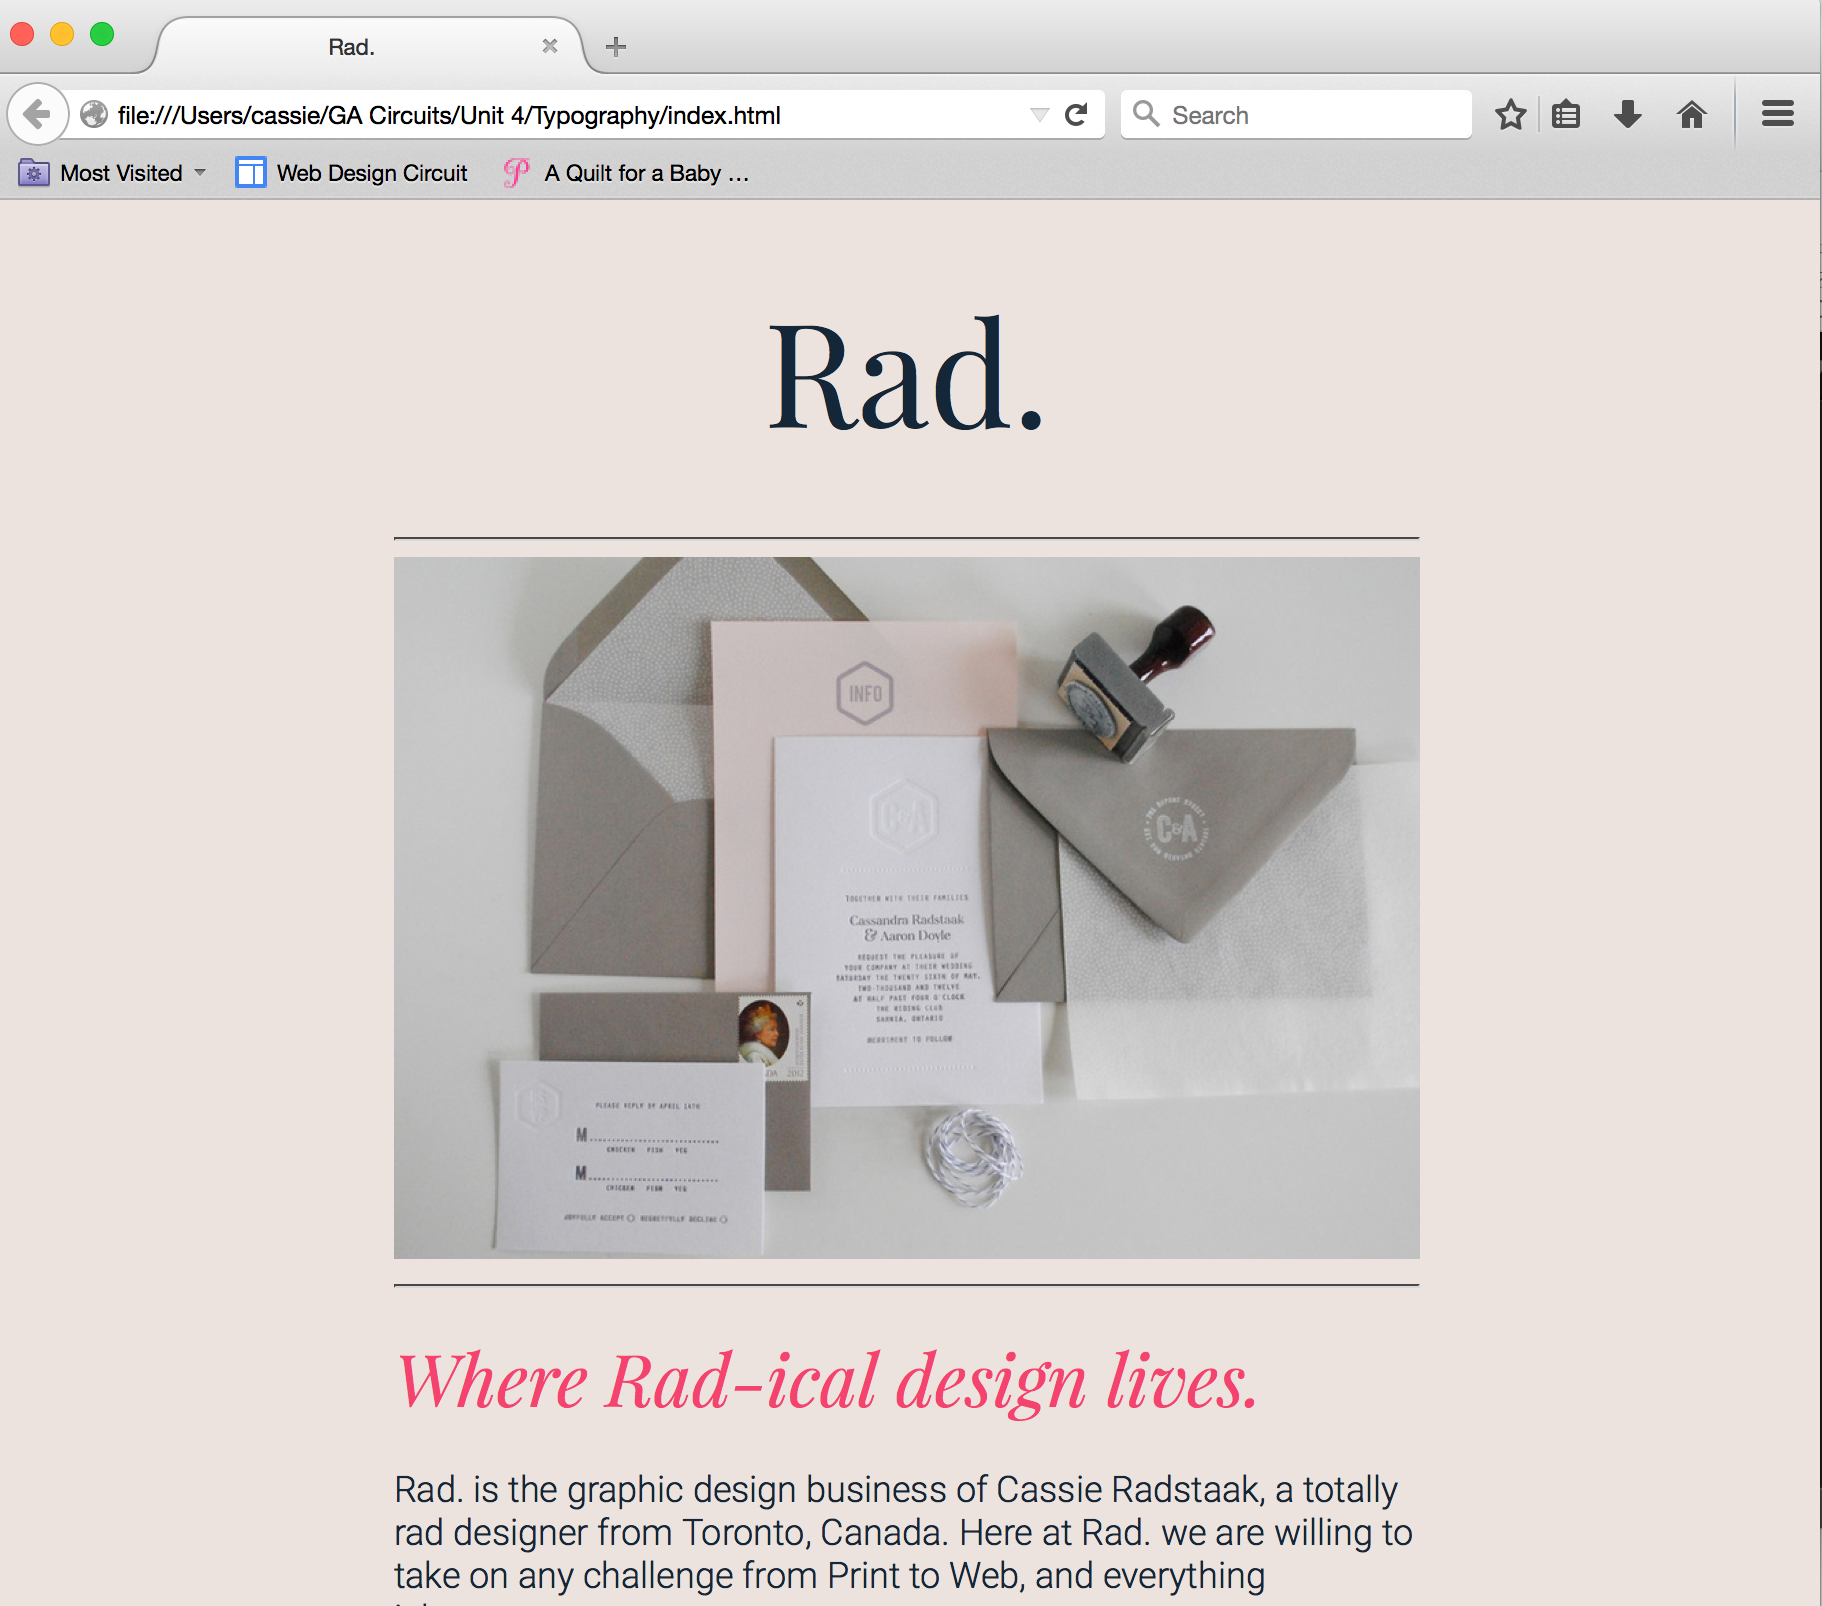 Rad.
file:///Users/cassie/GA Circuits/Unit 4/Typography/index.html
Search
Most Visited
Web Design Circuit
A Quilt for a Baby ...
Rad.
INFO
C&A
TOGETHER WITH THEIR FAMILIES
Cassandra Radstaak
& Aaron Doyle
REQUEST THE PLEASURE OF
YOUR COMPANY AT THEIR WEDDING
SATURDAY THE TWENTY SIXTH OF MAY,
TWO-THOUSAND AND TWELVE
AT HALF PAST FOUR O'CLOCK
THE RIDING CLUB
SARNIA, ONTARIO
MERRIMENT TO FOLLOW
C&A
2012
PLEASE REPLY BY APRIL 14TH
M
CHICKEN FISH VEG
M
CHICKEN FISH VEG
JOYFULLY ACCEPT REGRETFULLY DECLINE
Where Rad-ical design lives.
Rad. is the graphic design business of Cassie Radstaak, a totally
rad designer from Toronto, Canada. Here at Rad. we are willing to
take on any challenge from Print to Web, and everything